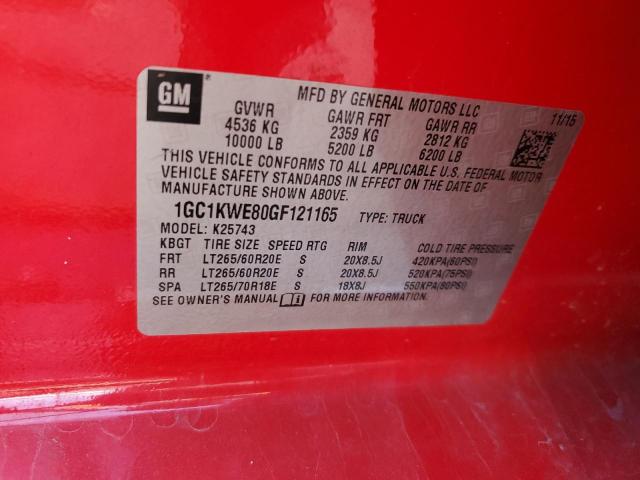 GM
MFD BY GENERAL MOTORS LLC
11/15
GVWR GAWR FRT GAWR RR
4536 KG 2359 KG 2812 KG
10000 LB 5200 LB 6200 LB
THIS VEHICLE CONFORMS TO ALL APPLICABLE U.S. FEDERAL MOTOR
VEHICLE SAFETY STANDARDS IN EFFECT ON THE DATE OF
MANUFACTURE SHOWN ABOVE.
1GC1KWE80GF121165 TYPE: TRUCK
MODEL: K25743
KBGT TIRE SIZE SPEED RTG RIM COLD TIRE PRESSURE
FRT LT265/60R20E S 20X8.5J 420KPA(60PSI)
RR LT265/60R20E S 20X8.5J 520KPA(75PSI)
SPA LT265/70R18E S 18X8J 550KPA(80PSI)
SEE OWNER'S MANUAL FOR MORE INFORMATION.